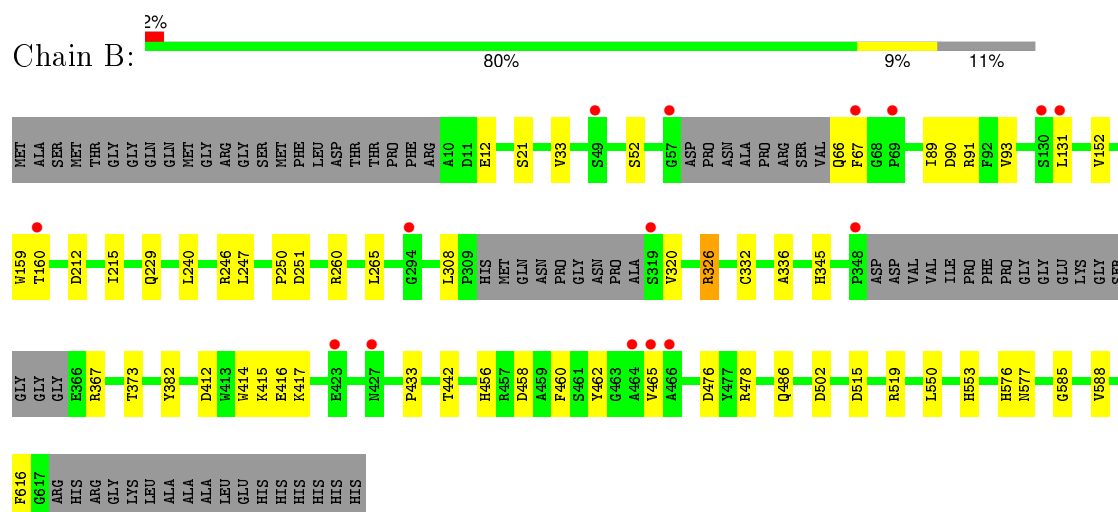 2%
Chain B:
80% 9% 11%
MET ALA SER MET THR GLY GLY GLN GLN MET GLY ARG GLY SER MET PHE LEU ASP THR THR PRO PHE ARG A10 D11 E12 S21 V33 S49 S52 G57 ASP PRO ASN ALA PRO ARG SER VAL Q66 F67 G68 P69 I89 D90 R91 F92 V93 S130 L131 V152
W159 T160 D212 I215 Q229 L240 R246 L247 P250 D251 R260 L265 G294 L308 P309 HIS MET GLN ASN PRO GLY ASN PRO ALA S319 V320 R326 C332 A336 H345 P348 ASP ASP VAL VAL ILE PRO PHE PRO GLY GLY GLU LYS GLY SER
GLY GLY GLY E366 R367 T373 Y382 D412 W413 W414 K415 E416 K417 E423 N427 P433 T442 H456 R457 D458 A459 F460 S461 Y462 G463 A464 V465 A466 D476 Y477 R478 Q486 D502 D515 R519 L550 H553 H576 N577 G585 V588
F616 G617 ARG HIS ARG GLY LYS LEU ALA ALA ALA LEU GLU HIS HIS HIS HIS HIS HIS